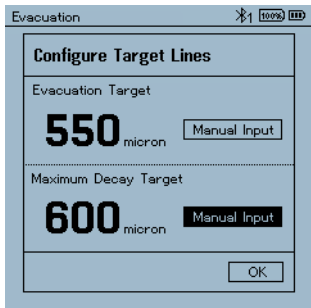 Evacuation 1 100%
Configure Target Lines
Evacuation Target
550 micron Manual Input
Maximum Decay Target
600 micron Manual Input
OK